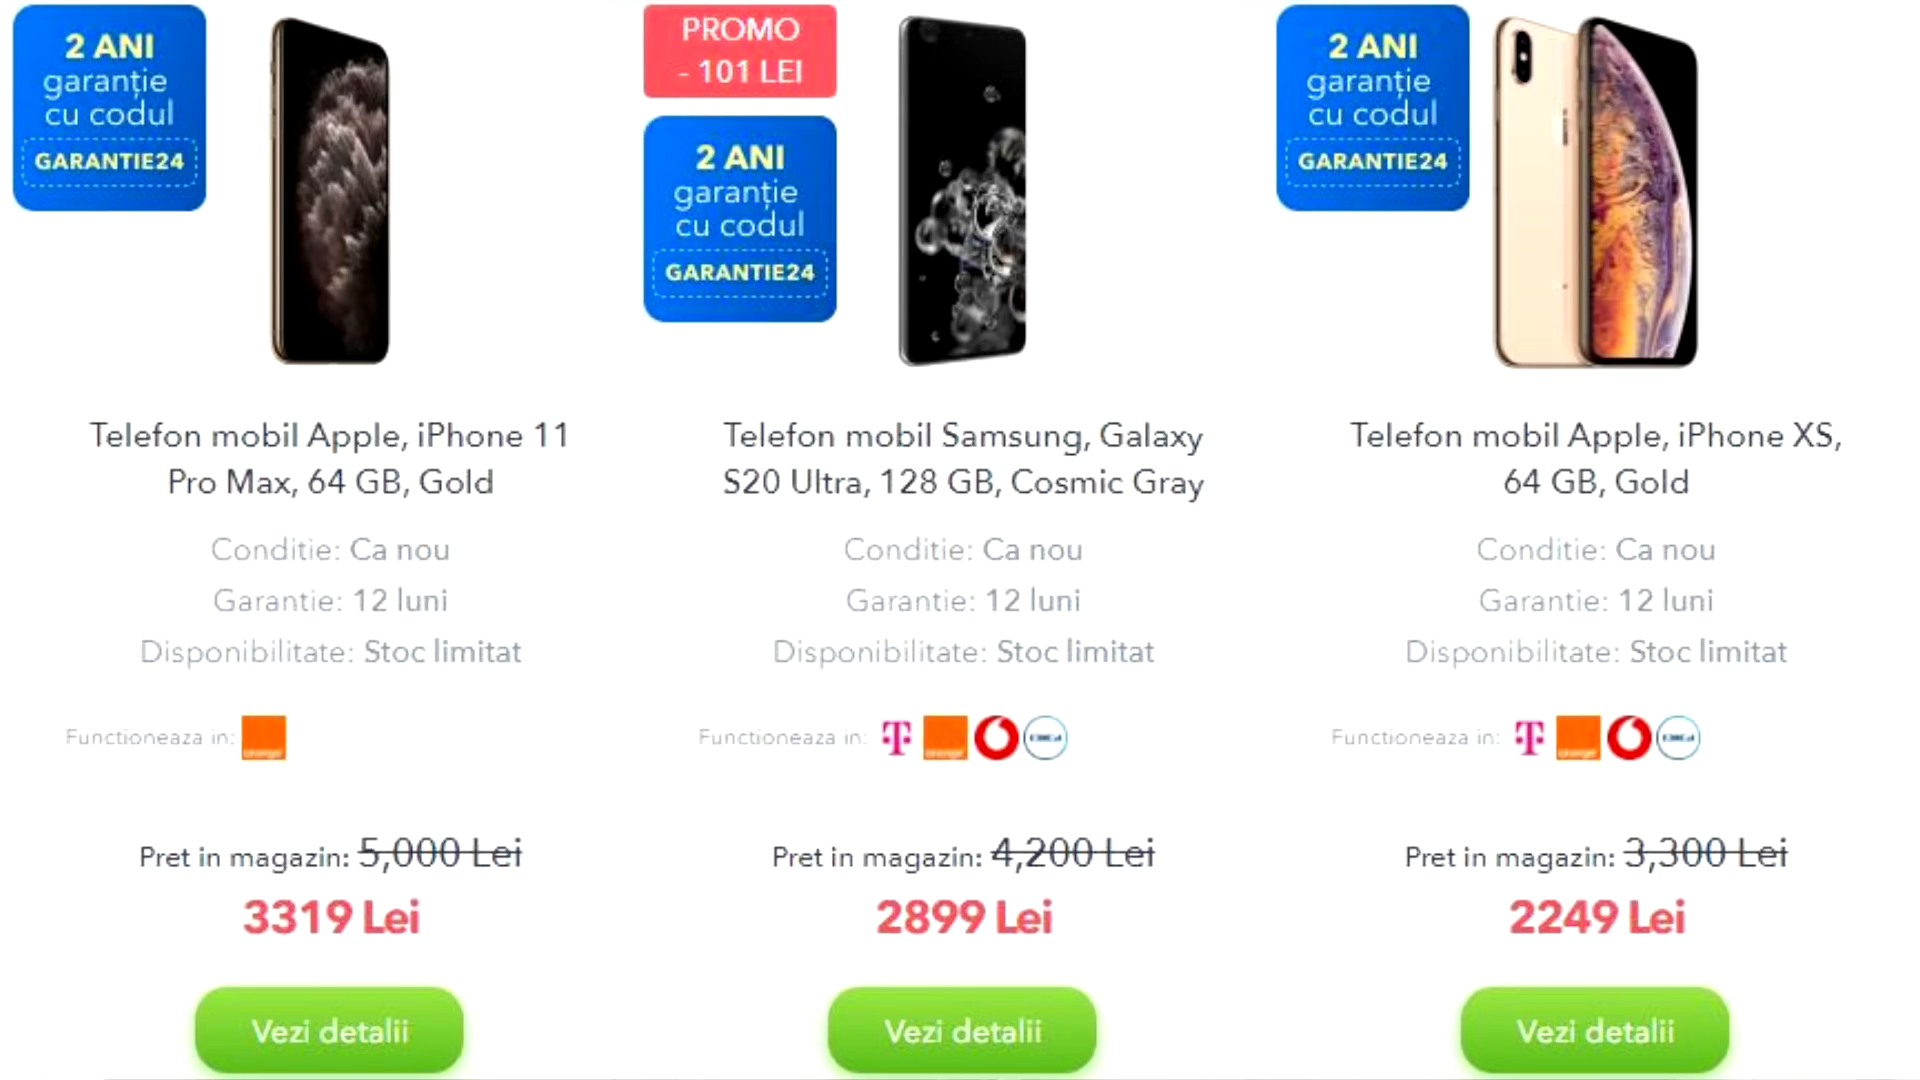 2 ANI
garanție
cu codul
GARANTIE24
Telefon mobil Apple, iPhone 11
Pro Max, 64 GB, Gold
Conditie: Ca nou
Garantie: 12 luni
Disponibilitate: Stoc limitat
Functioneaza in: orange
Pret in magazin: 5,000 Lei
3319 Lei
Vezi detalii
PROMO
- 101 LEI
2 ANI
garanție
cu codul
GARANTIE24
Telefon mobil Samsung, Galaxy
S20 Ultra, 128 GB, Cosmic Gray
Conditie: Ca nou
Garantie: 12 luni
Disponibilitate: Stoc limitat
Functioneaza in: T orange
Pret in magazin: 4,200 Lei
2899 Lei
Vezi detalii
2 ANI
garanție
cu codul
GARANTIE24
Telefon mobil Apple, iPhone XS,
64 GB, Gold
Conditie: Ca nou
Garantie: 12 luni
Disponibilitate: Stoc limitat
Functioneaza in: T orange
Pret in magazin: 3,300 Lei
2249 Lei
Vezi detalii